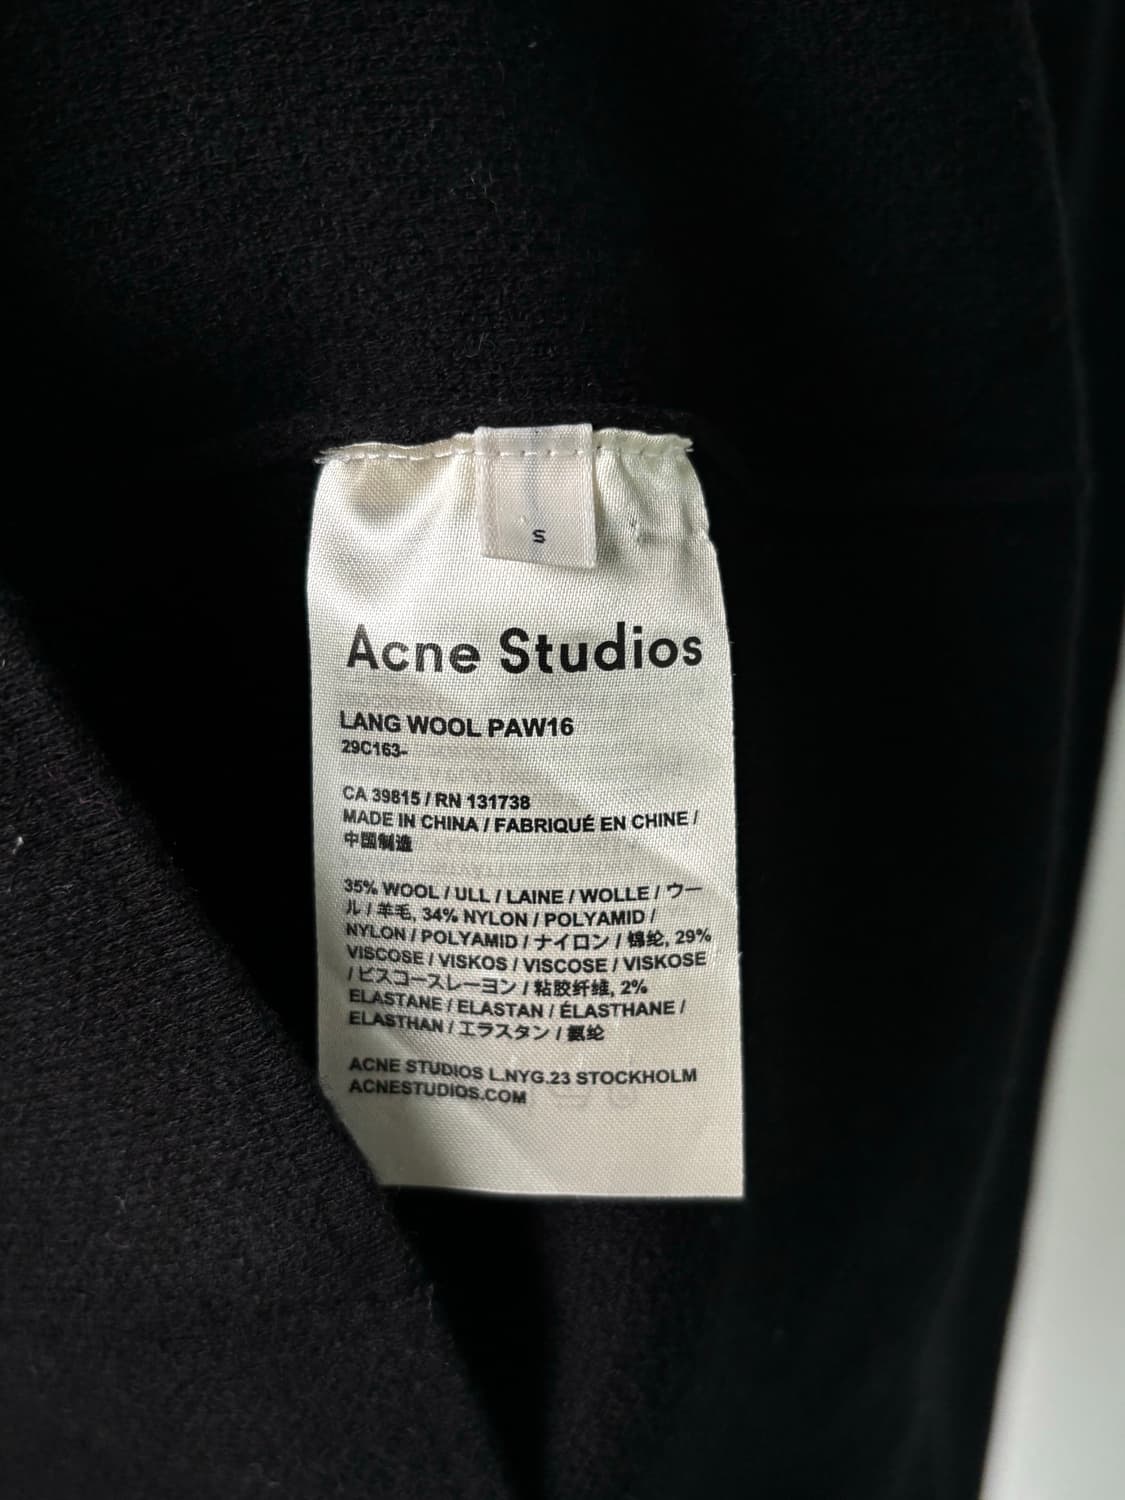 S
Acne Studios
LANG WOOL PAW16
29C163-
CA 39815 / RN 131738
MADE IN CHINA / FABRIQUÉ EN CHINE /
中国制造
35% WOOL / ULL / LAINE / WOLLE / ウー
ル / 羊毛, 34% NYLON / POLYAMID /
NYLON / POLYAMID / ナイロン / 锦纶, 29%
VISCOSE / VISKOS / VISCOSE / VISKOSE
/ ビスコースレーヨン / 粘胶纤维, 2%
ELASTANE / ELASTAN / ÉLASTHANE /
ELASTHAN / エラスタン / 氨纶
ACNE STUDIOS L.NYG.23 STOCKHOLM
ACNESTUDIOS.COM